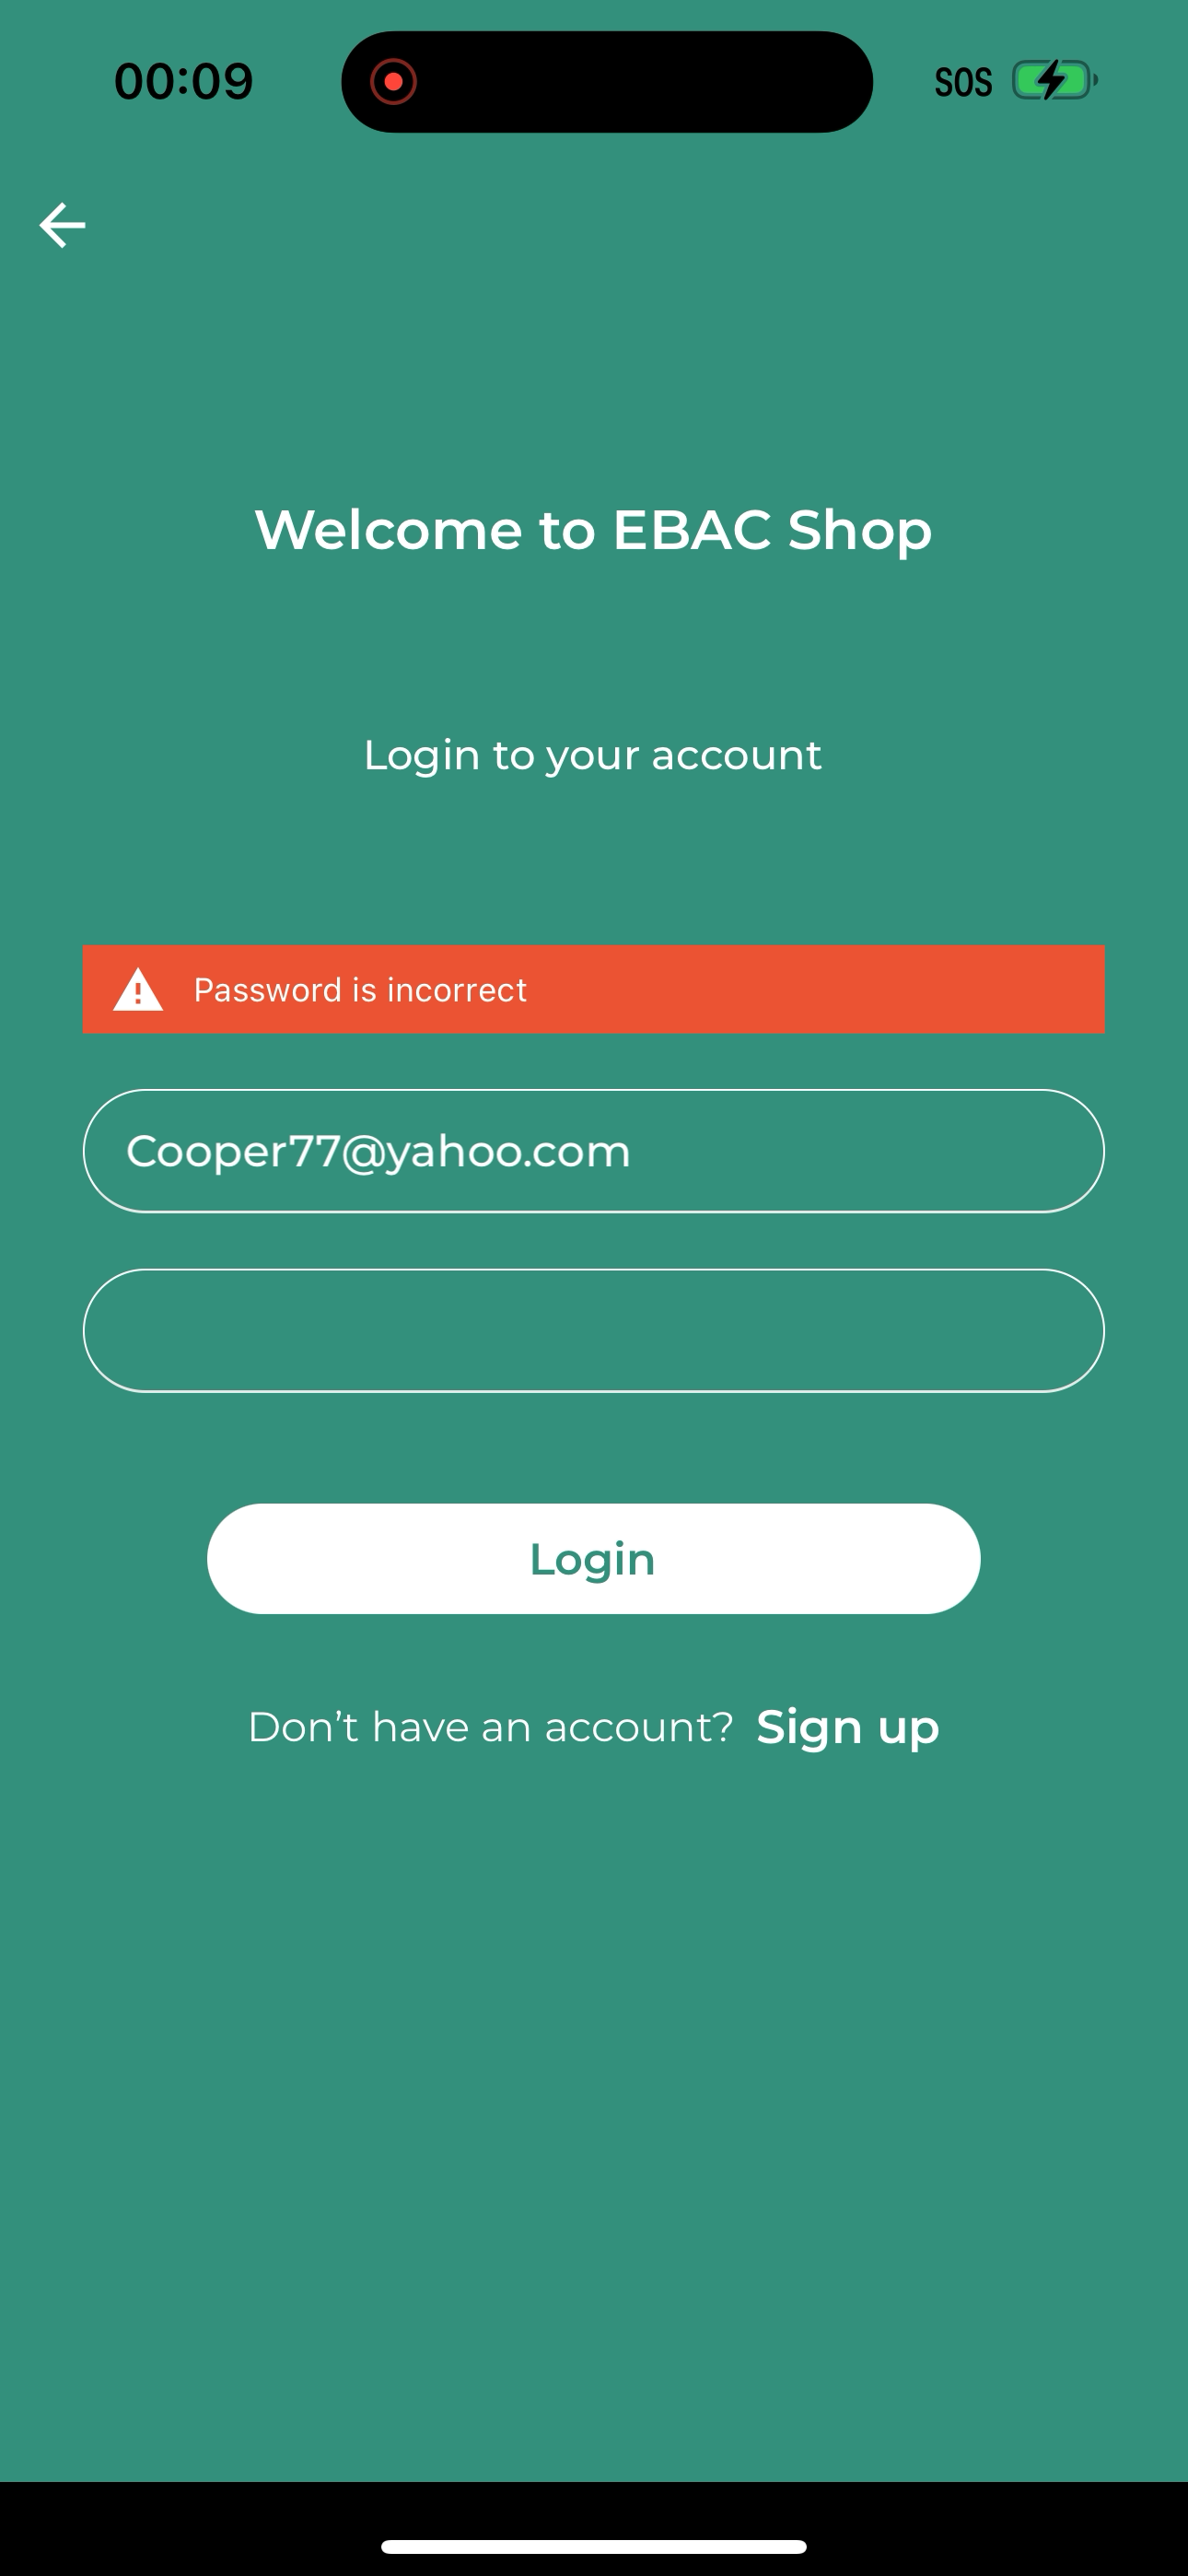 00:09
SOS
Welcome to EBAC Shop
Login to your account
Password is incorrect
Cooper77@yahoo.com
Login
Don’t have an account? Sign up